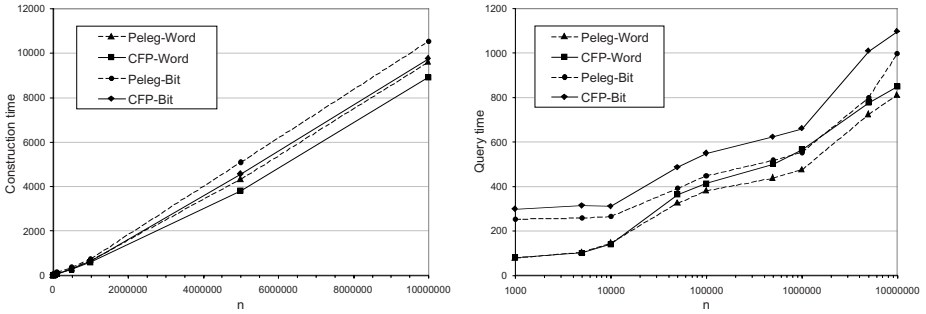 12000
10000
8000
6000
4000
2000
0
Construction time
Peleg-Word
CFP-Word
Peleg-Bit
CFP-Bit
0 2000000 4000000 6000000 8000000 10000000
n
1200
1000
800
600
400
200
0
Query time
Peleg-Word
CFP-Word
Peleg-Bit
CFP-Bit
1000 10000 100000 1000000 10000000
n